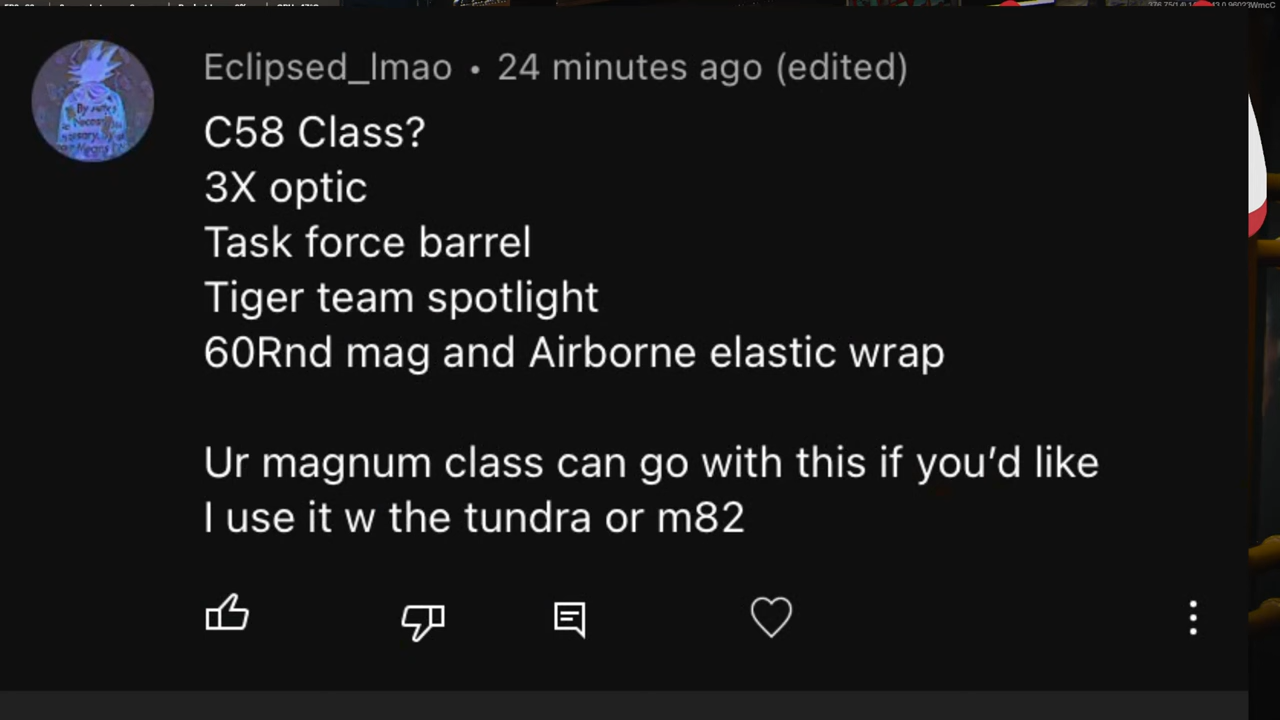 Eclipsed_lmao • 24 minutes ago (edited)
C58 Class?
3X optic
Task force barrel
Tiger team spotlight
60Rnd mag and Airborne elastic wrap
Ur magnum class can go with this if you’d like
I use it w the tundra or m82